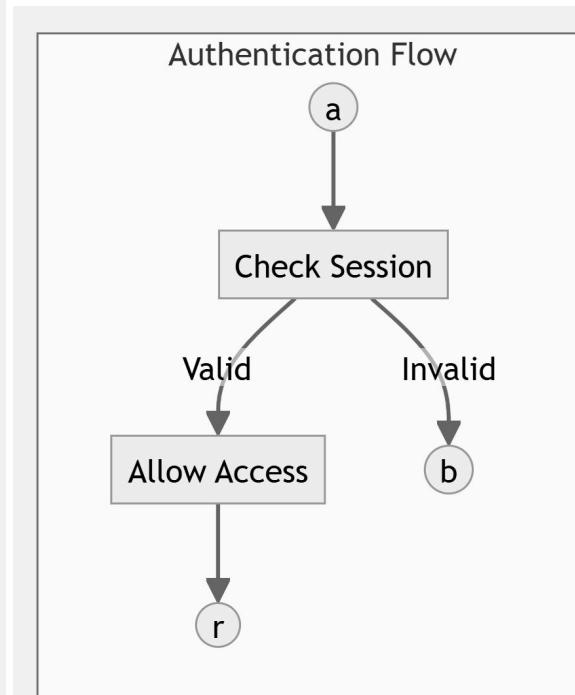 Authentication Flow
a
Check Session
Valid
Invalid
Allow Access
b
r